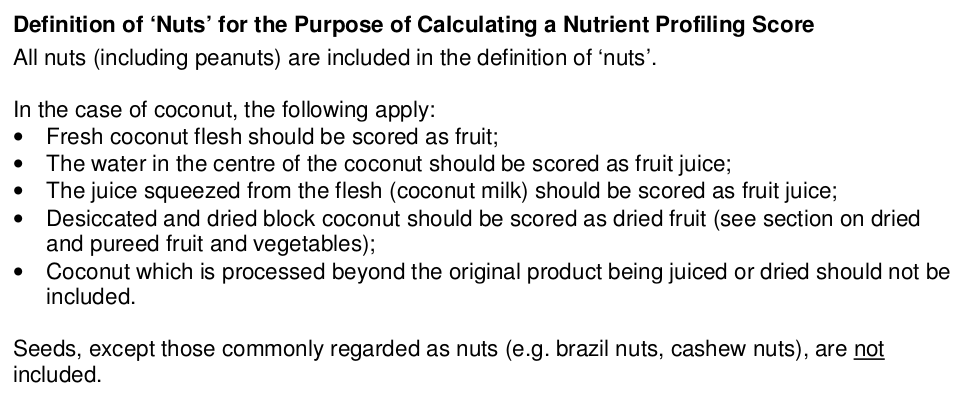 Definition of ‘Nuts’ for the Purpose of Calculating a Nutrient Profiling Score
All nuts (including peanuts) are included in the definition of ‘nuts’.
In the case of coconut, the following apply:
• Fresh coconut flesh should be scored as fruit;
• The water in the centre of the coconut should be scored as fruit juice;
• The juice squeezed from the flesh (coconut milk) should be scored as fruit juice;
• Desiccated and dried block coconut should be scored as dried fruit (see section on dried
and pureed fruit and vegetables);
• Coconut which is processed beyond the original product being juiced or dried should not be
included.
Seeds, except those commonly regarded as nuts (e.g. brazil nuts, cashew nuts), are not
included.